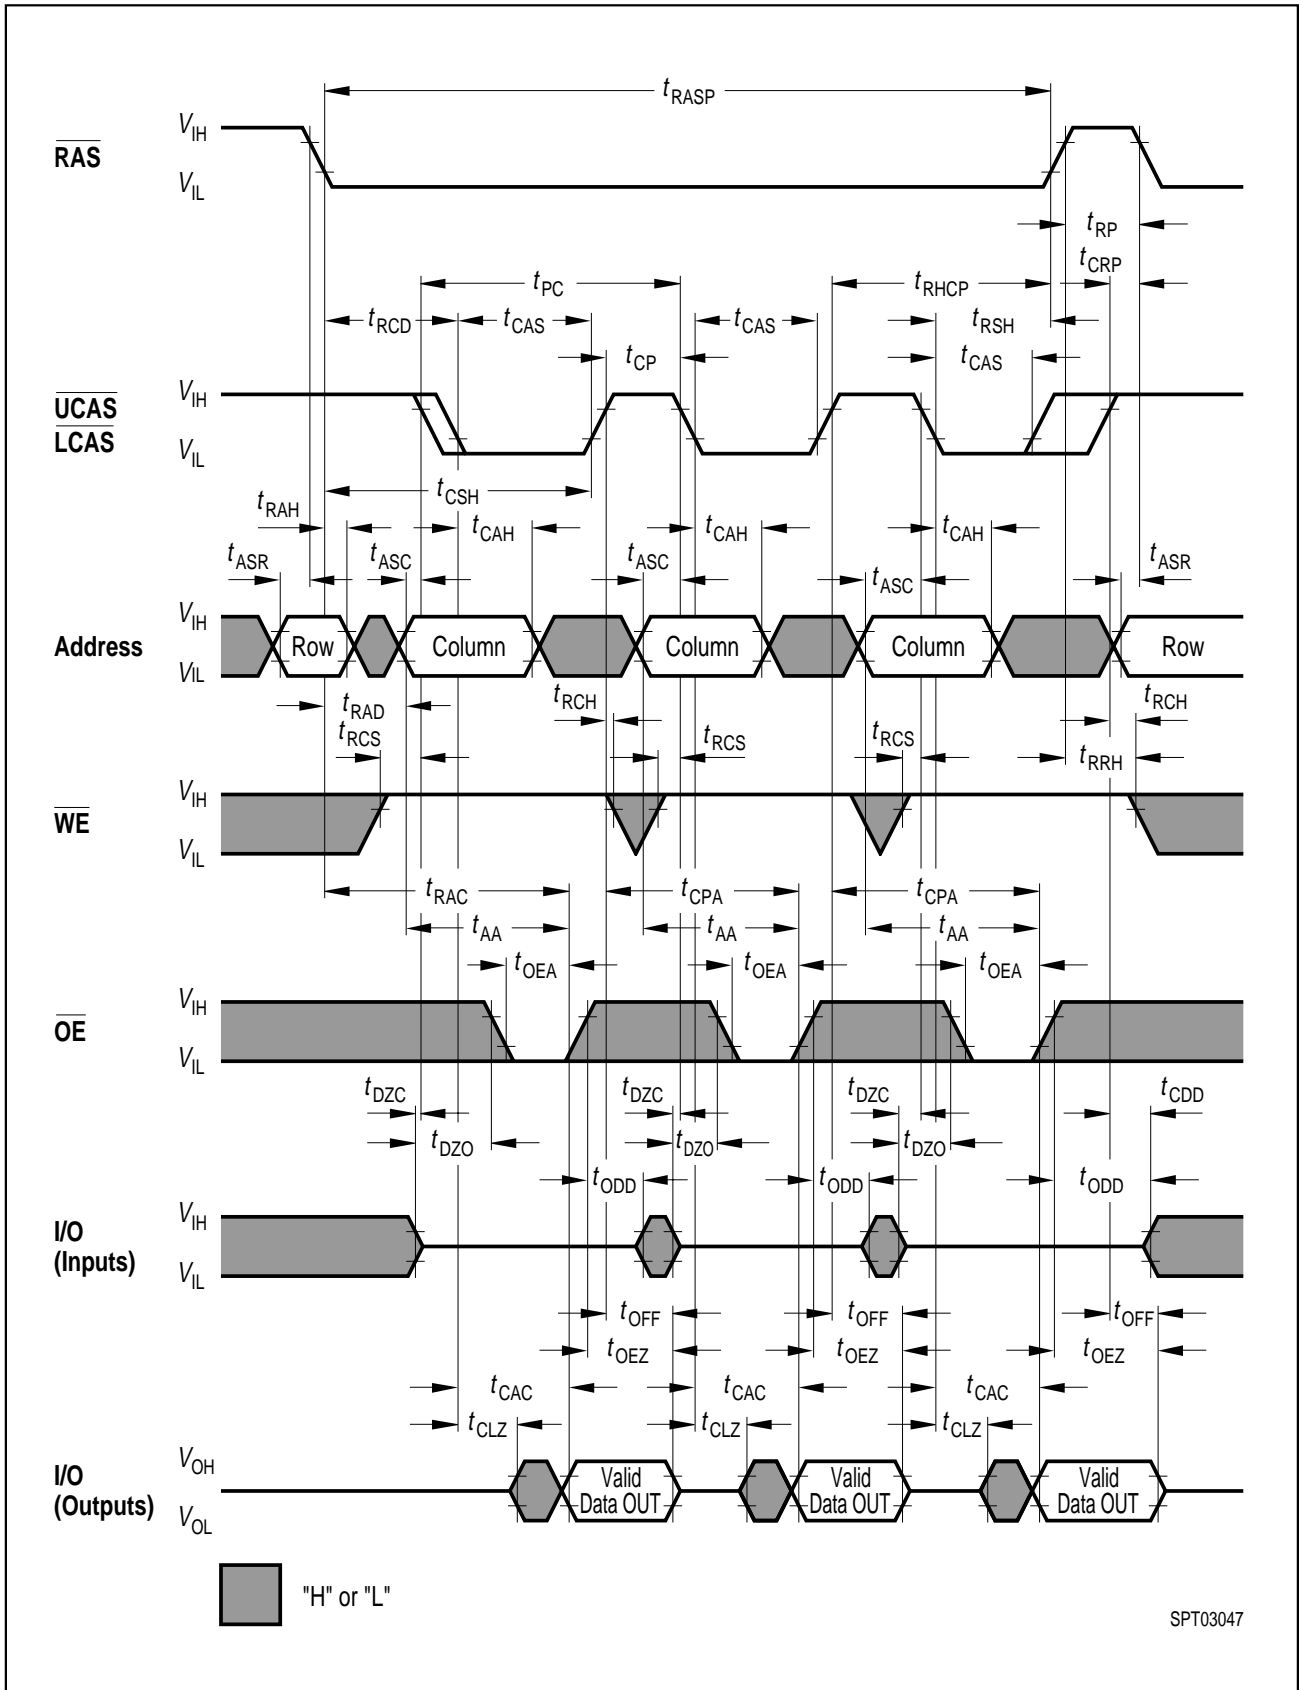 tRASP
RAS
VIH
VIL
tRP
tCRP
tPC
tRHCP
tRCD
tCAS
tCAS
tRSH
tCP
tCAS
UCAS
LCAS
VIH
VIL
tCSH
tRAH
tCAH
tCAH
tCAH
tASR
tASC
tASC
tASC
tASR
Address
VIH
VIL
Row
Column
Column
Column
Row
tRAD
tRCH
tRCH
tRCS
tRCS
tRCS
tRRH
WE
VIH
VIL
tRAC
tCPA
tCPA
tAA
tAA
tAA
tOEA
tOEA
tOEA
OE
VIH
VIL
tDZC
tDZC
tDZC
tCDD
tDZO
tDZO
tDZO
tODD
tODD
tODD
I/O
(Inputs)
VIH
VIL
tOFF
tOFF
tOFF
tOEZ
tOEZ
tOEZ
tCAC
tCAC
tCAC
tCLZ
tCLZ
tCLZ
I/O
(Outputs)
VOH
VOL
Valid
Data OUT
Valid
Data OUT
Valid
Data OUT
"H" or "L"
SPT03047